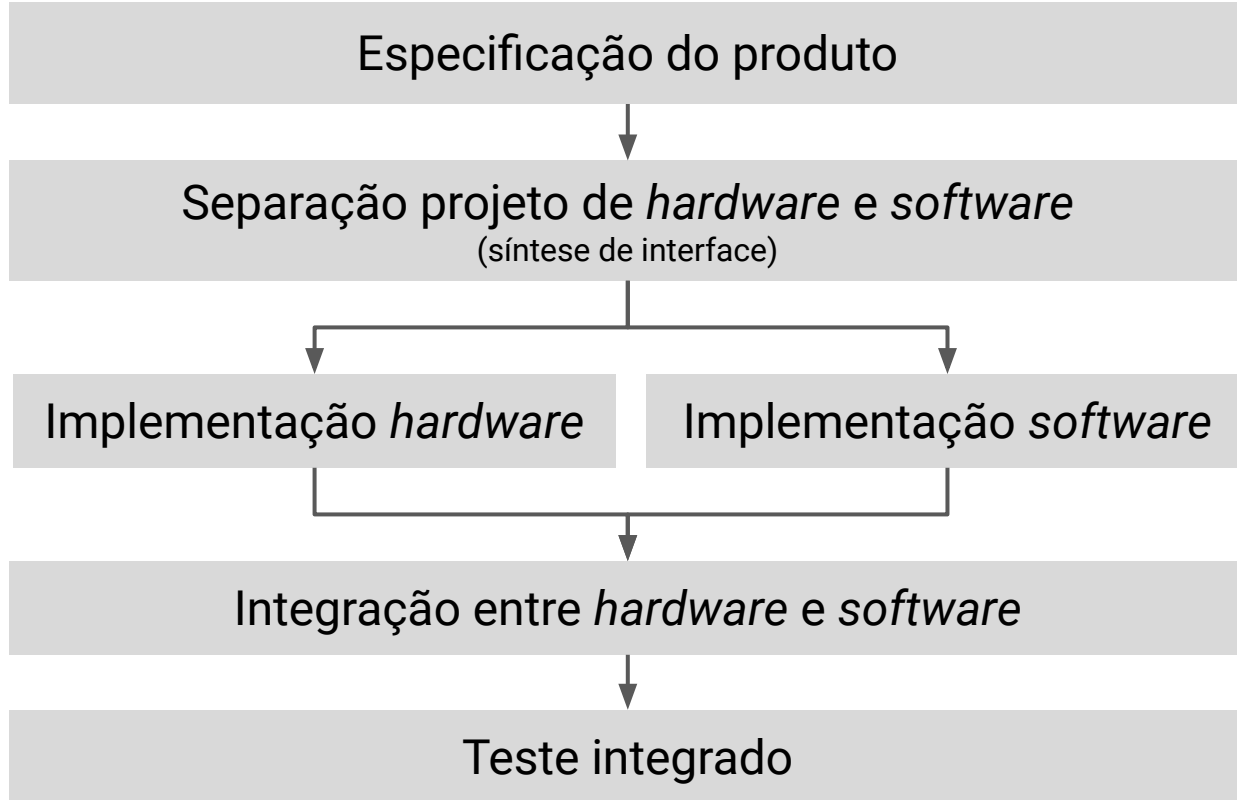 Especificação do produto
Separação projeto de hardware e software
(síntese de interface)
Implementação hardware
Implementação software
Integração entre hardware e software
Teste integrado